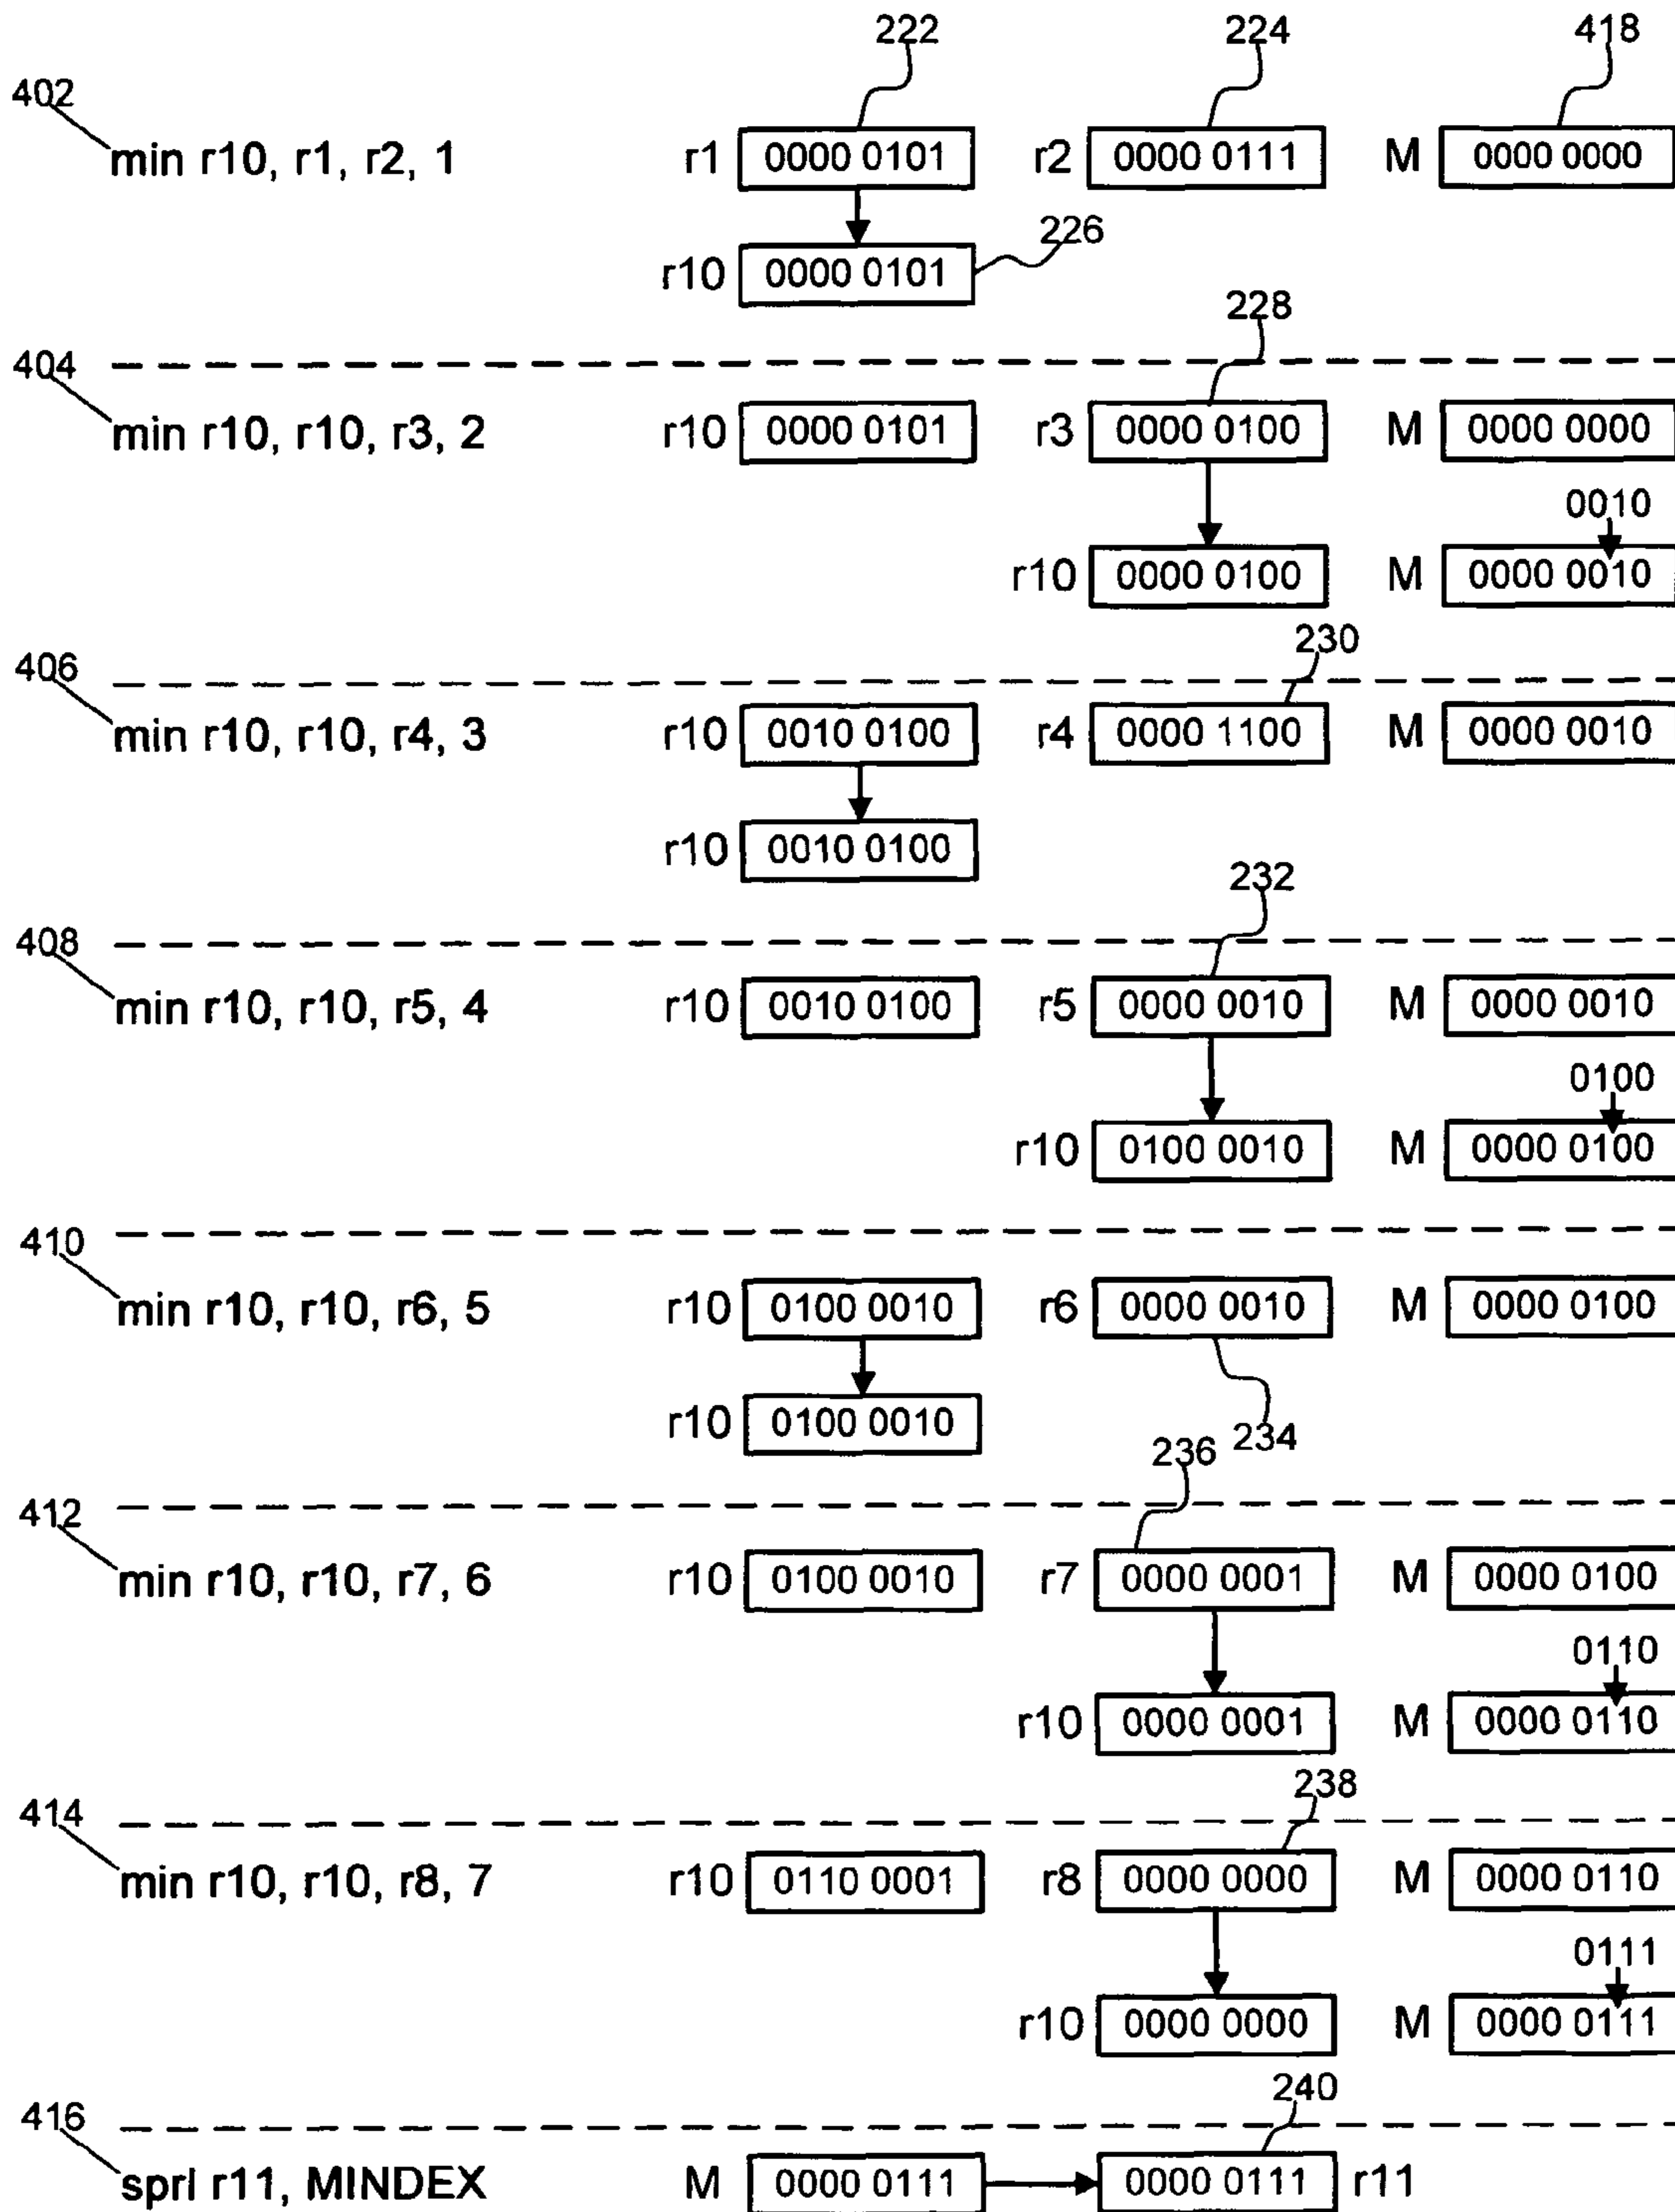 222 224 418
402
min r10, r1, r2, 1 r1 0000 0101 r2 0000 0111 M 0000 0000
226
r10 0000 0101
228
404
min r10, r10, r3, 2 r10 0000 0101 r3 0000 0100 M 0000 0000
0010
r10 0000 0100 M 0000 0010
230
406
min r10, r10, r4, 3 r10 0010 0100 r4 0000 1100 M 0000 0010
r10 0010 0100
232
408
min r10, r10, r5, 4 r10 0010 0100 r5 0000 0010 M 0000 0010
0100
r10 0100 0010 M 0000 0100
410
min r10, r10, r6, 5 r10 0100 0010 r6 0000 0010 M 0000 0100
r10 0100 0010
234
236
412
min r10, r10, r7, 6 r10 0100 0010 r7 0000 0001 M 0000 0100
0110
r10 0000 0001 M 0000 0110
238
414
min r10, r10, r8, 7 r10 0110 0001 r8 0000 0000 M 0000 0110
0111
r10 0000 0000 M 0000 0111
240
416
sprl r11, MINDEX M 0000 0111 0000 0111 r11